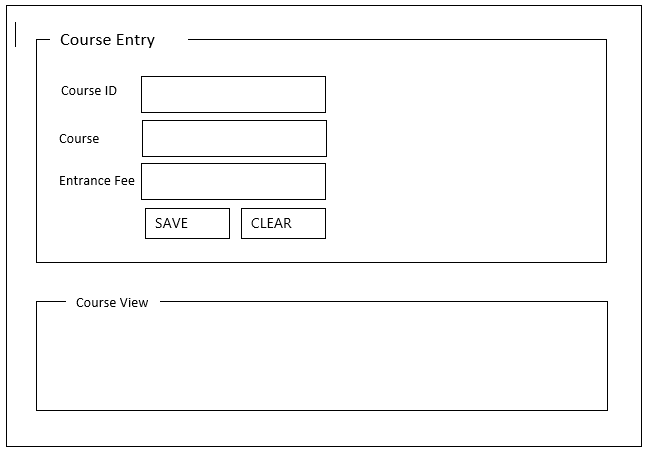 Course Entry
Course ID
Course
Entrance Fee
SAVE CLEAR
Course View